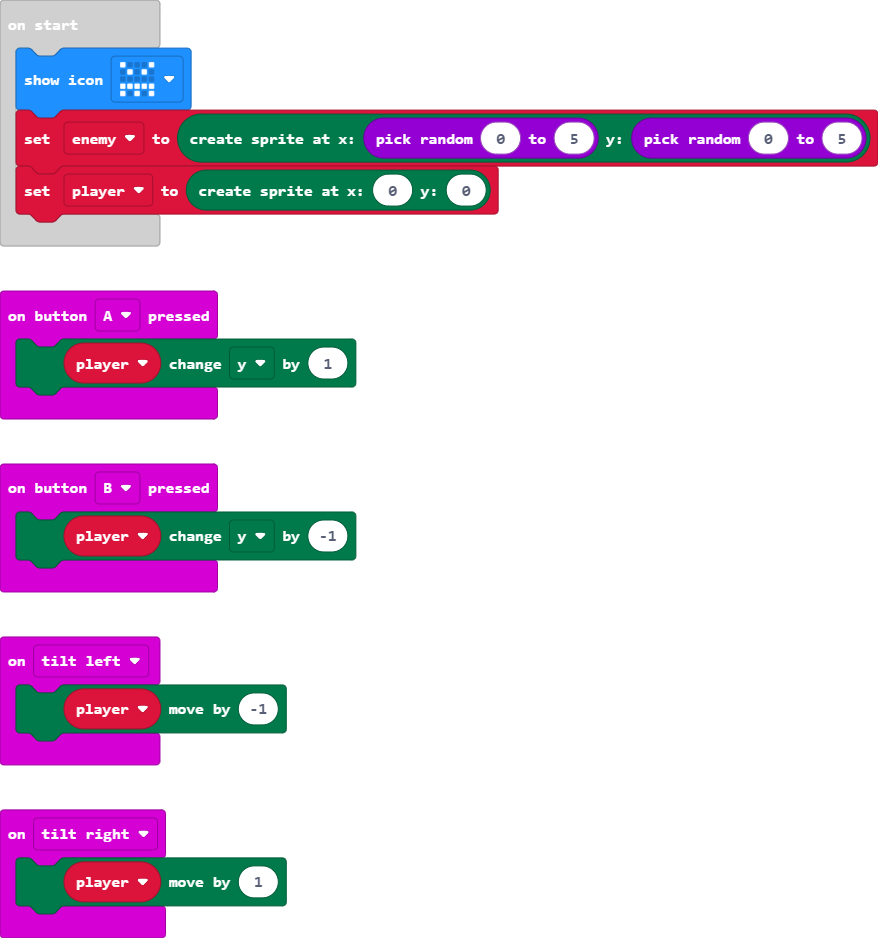 on start
show icon
set enemy to create sprite at x: pick random 0 to 5 y: pick random 0 to 5
set player to create sprite at x: 0 y: 0
on button A pressed
player change y by 1
on button B pressed
player change y by -1
on tilt left
player move by -1
on tilt right
player move by 1